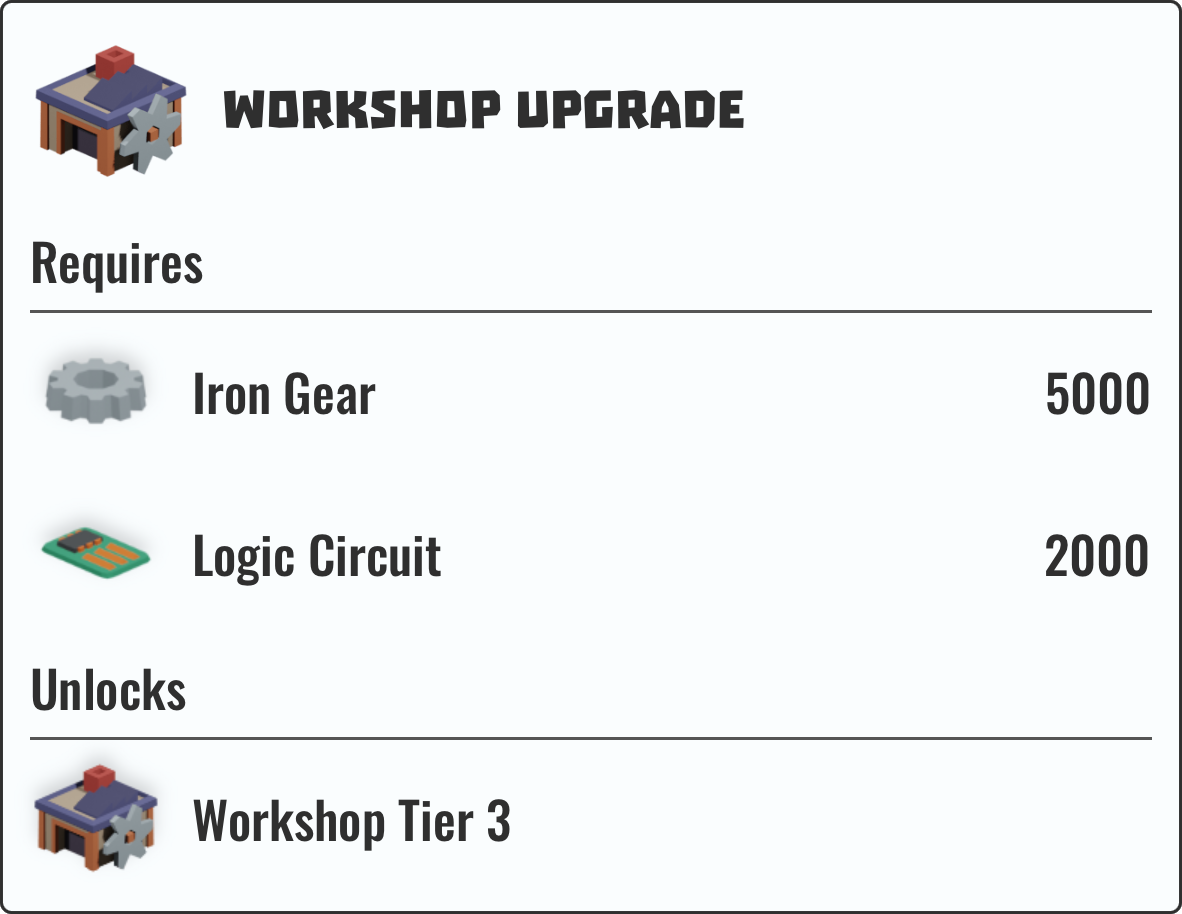 WORKSHOP UPGRADE
Requires
Iron Gear 5000
Logic Circuit 2000
Unlocks
Workshop Tier 3